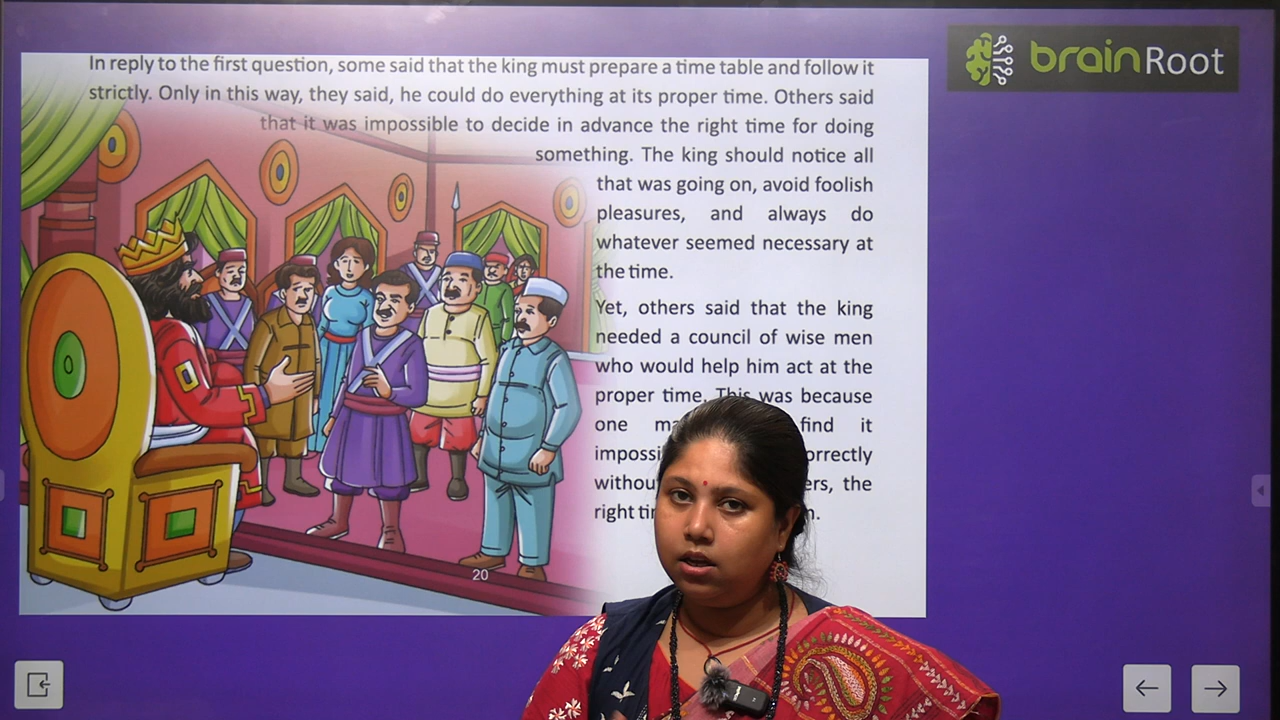 brainRoot
In reply to the first question, some said that the king must prepare a time table and follow it
strictly. Only in this way, they said, he could do everything at its proper time. Others said
that it was impossible to decide in advance the right time for doing
something. The king should notice all
that was going on, avoid foolish
pleasures, and always do
whatever seemed necessary at
the time.
Yet, others said that the king
needed a council of wise men
who would help him act at the
proper time. This was because
one find it
the
right
20